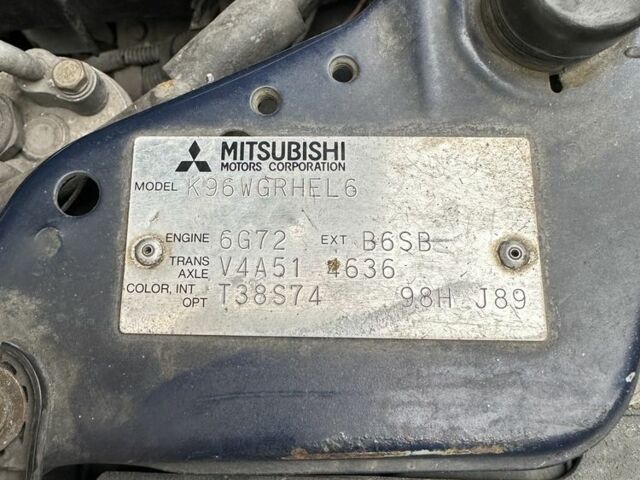 MITSUBISHI
MOTORS CORPORATION
MODEL K96WGRHEL6
ENGINE 6G72 EXT B6SB
TRANS AXLE V4A51 4636
COLOR, INT OPT T38S74 98H J89